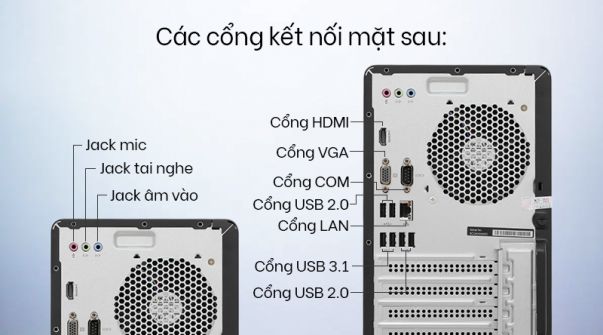 Các cổng kết nối mặt sau:
Jack mic
Jack tai nghe
Jack âm vào
Cổng HDMI
Cổng VGA
Cổng COM
Cổng USB 2.0
Cổng LAN
Cổng USB 3.1
Cổng USB 2.0